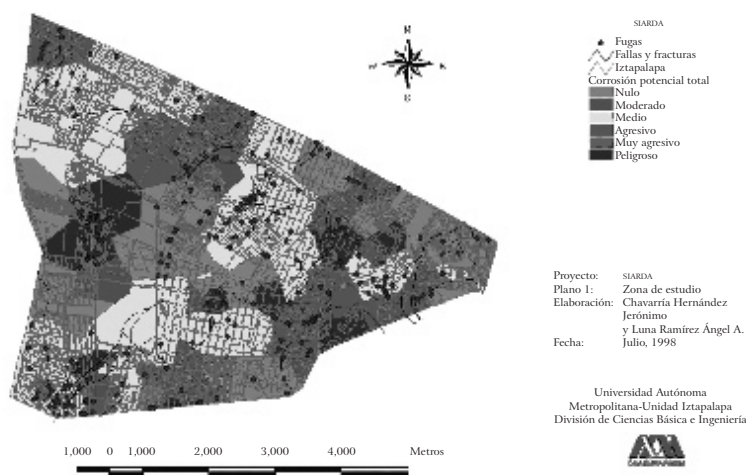 SIARDA
Fugas
Fallas y fracturas
Iztapalapa
Corrosión potencial total
Nulo
Moderado
Medio
Agresivo
Muy agresivo
Peligroso
Proyecto: SIARDA
Plano 1: Zona de estudio
Elaboración: Chavarría Hernández
Jerónimo
y Luna Ramírez Ángel A.
Fecha: Julio, 1998
Universidad Autónoma
Metropolitana-Unidad Iztapalapa
División de Ciencias Básica e Ingeniería
1,000 0 1,000 2,000 3,000 4,000 Metros